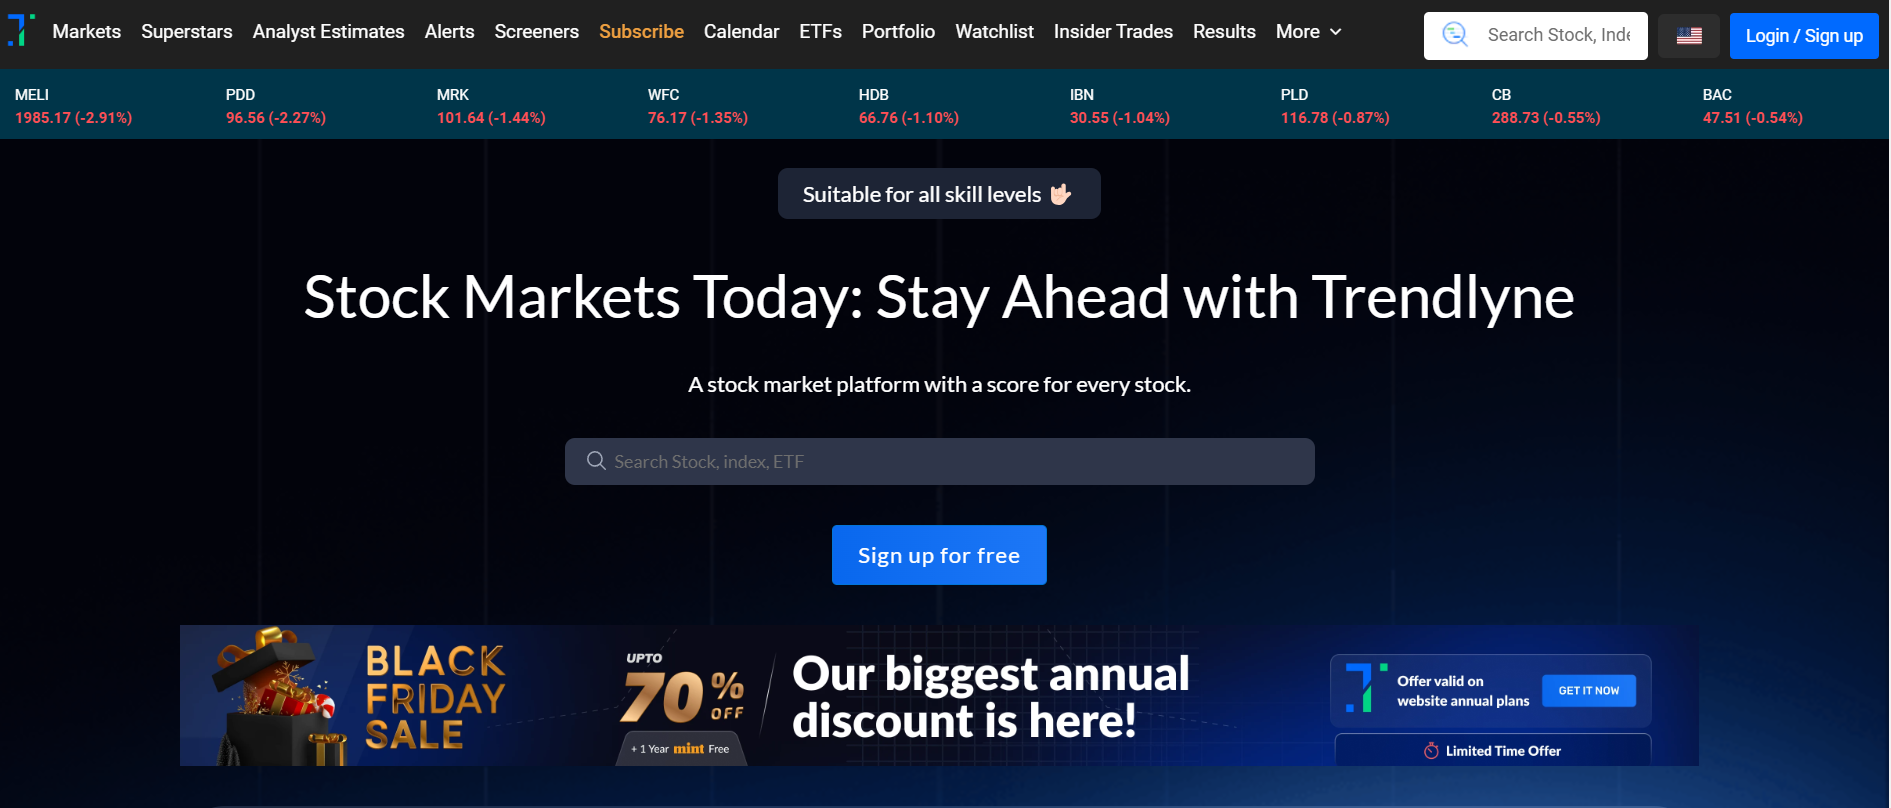 Markets Superstars Analyst Estimates Alerts Screeners Subscribe Calendar ETFs Portfolio Watchlist Insider Trades Results More
Search Stock, Inde
Login / Sign up
MELI PDD MRK WFC HDB IBN PLD CB BAC
1985.17 (-2.91%) 96.56 (-2.27%) 101.64 (-1.44%) 76.17 (-1.35%) 66.76 (-1.10%) 30.55 (-1.04%) 116.78 (-0.87%) 288.73 (-0.55%) 47.51 (-0.54%)
Suitable for all skill levels 🤟🏻
Stock Markets Today: Stay Ahead with Trendlyne
A stock market platform with a score for every stock.
Search Stock, index, ETF
Sign up for free
BLACK
FRIDAY
SALE
UPTO
70% OFF
+ 1 Year mint Free
Our biggest annual
discount is here!
Offer valid on
website annual plans
GET IT NOW
Limited Time Offer